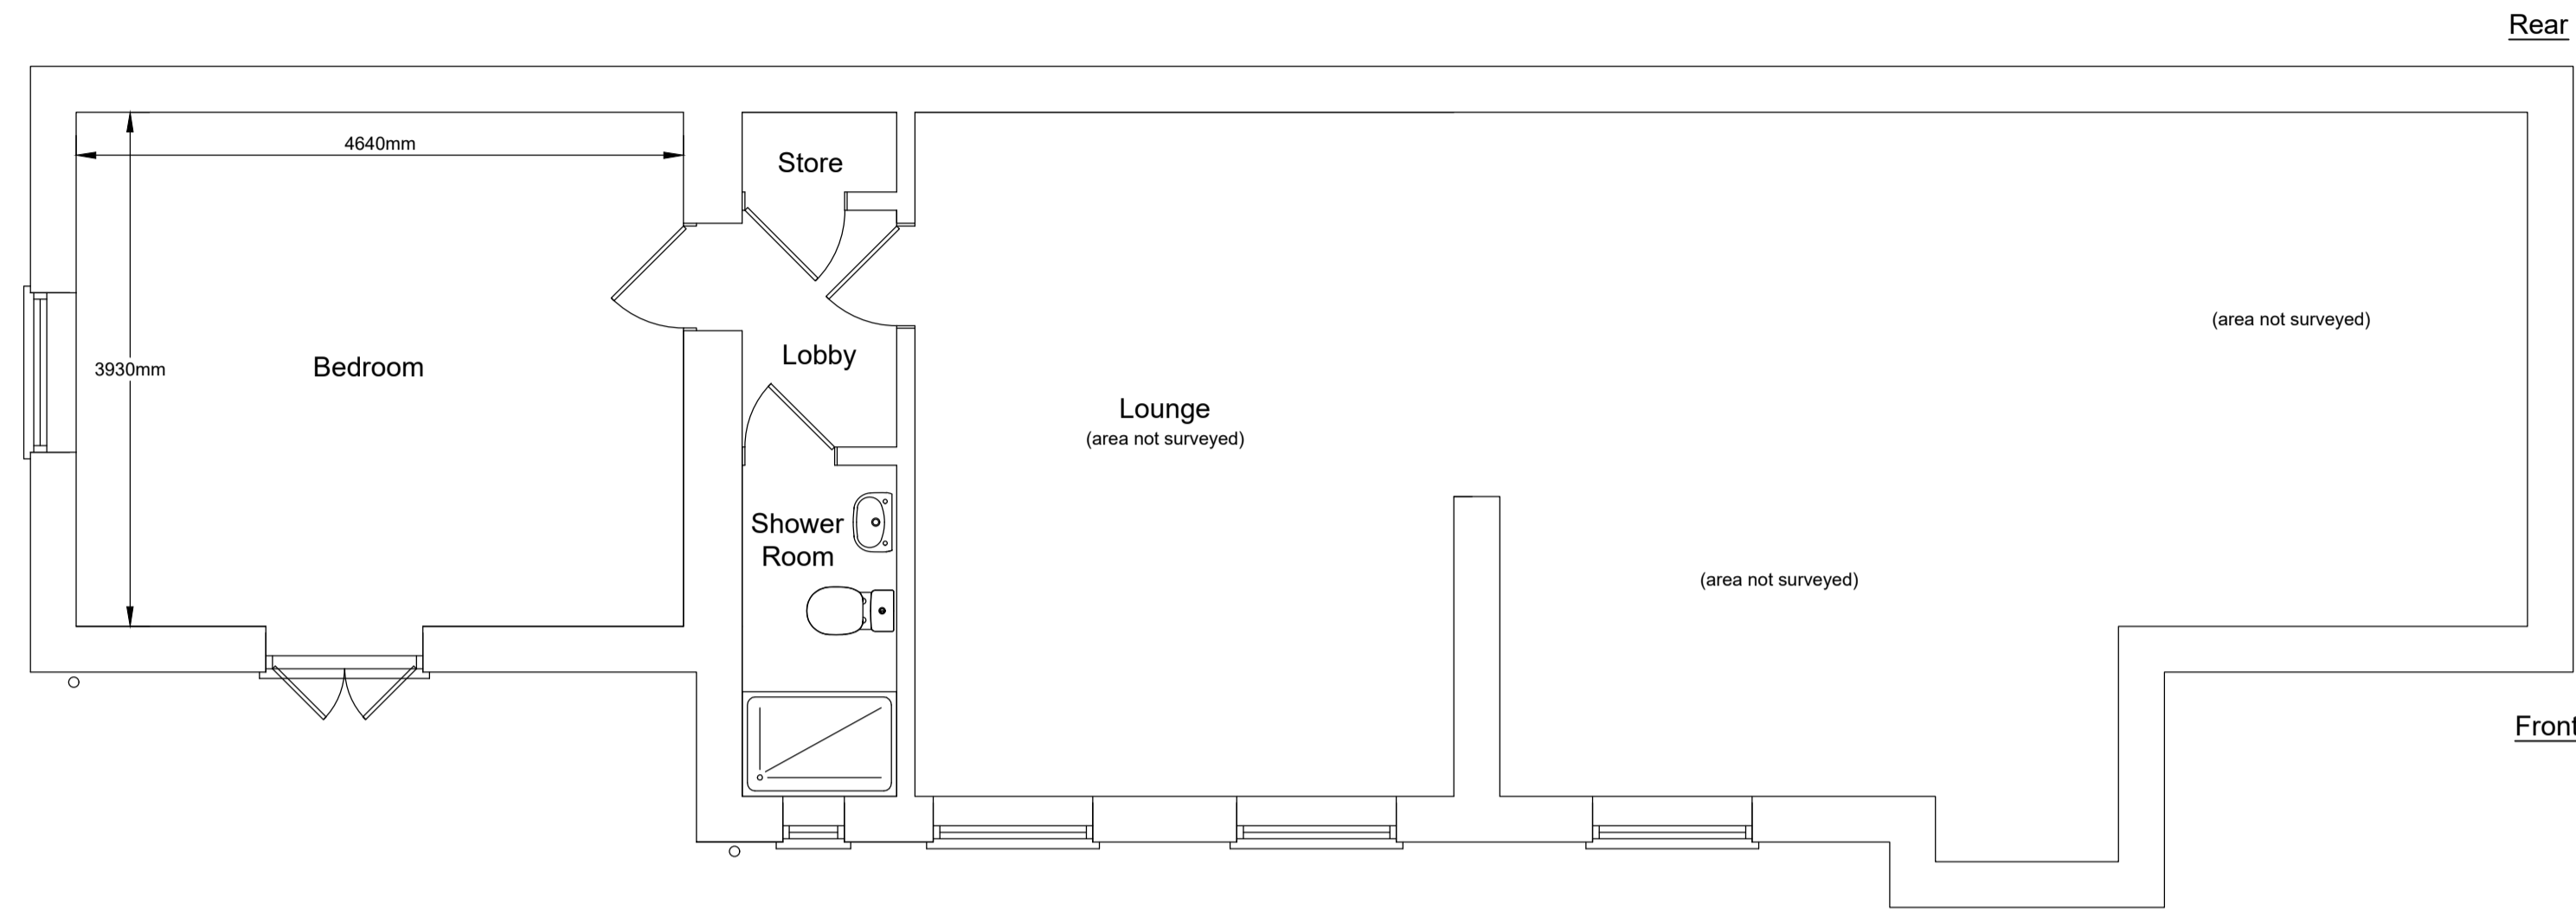 Rear
4640mm
Store
3930mm
Bedroom
Lobby
Lounge
(area not surveyed)
(area not surveyed)
Shower
Room
(area not surveyed)
Front